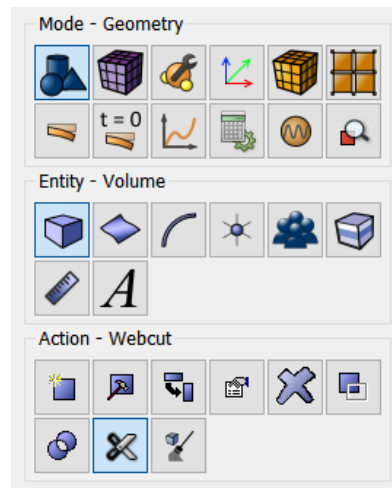 Mode - Geometry
t = 0
Entity - Volume
A
Action - Webcut